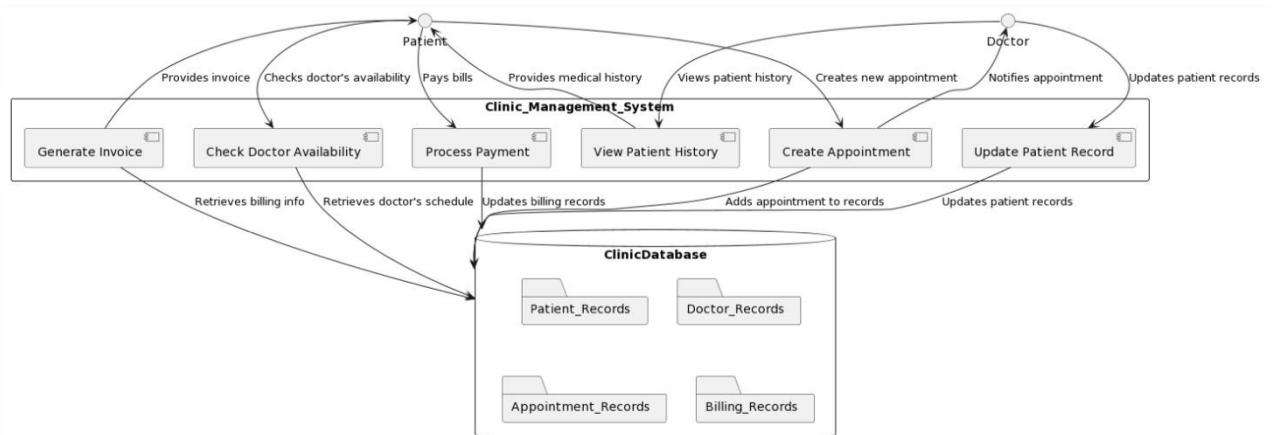 Patient
Doctor
Provides invoice
Checks doctor's availability
Pays bills
Provides medical history
Views patient history
Creates new appointment
Notifies appointment
Updates patient records
Clinic_Management_System
Generate Invoice
Check Doctor Availability
Process Payment
View Patient History
Create Appointment
Update Patient Record
Retrieves billing info
Retrieves doctor's schedule
Updates billing records
Adds appointment to records
Updates patient records
ClinicDatabase
Patient_Records
Doctor_Records
Appointment_Records
Billing_Records